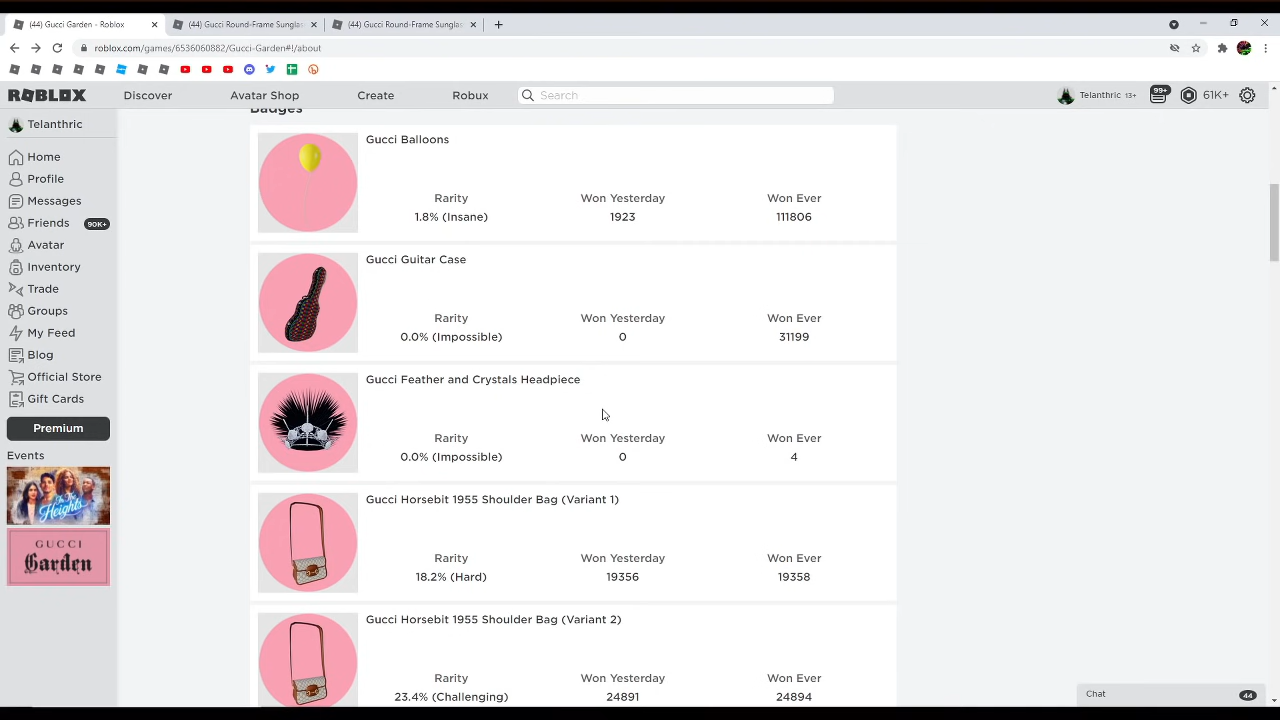 (44) Gucci Garden - Roblox
(44) Gucci Round-Frame Sunglas
(44) Gucci Round-Frame Sunglas
roblox.com/games/6536060882/Gucci-Garden#!/about
ROBLOX
Discover
Avatar Shop
Create
Robux
Search
Telanthric 13+
99+
61K+
Telanthric
Home
Profile
Messages
Friends 90K+
Avatar
Inventory
Trade
Groups
My Feed
Blog
Official Store
Gift Cards
Premium
Events
In The Heights
GUCCI
Garden
Badges
Gucci Balloons
Rarity Won Yesterday Won Ever
1.8% (Insane) 1923 111806
Gucci Guitar Case
Rarity Won Yesterday Won Ever
0.0% (Impossible) 0 31199
Gucci Feather and Crystals Headpiece
Rarity Won Yesterday Won Ever
0.0% (Impossible) 0 4
Gucci Horsebit 1955 Shoulder Bag (Variant 1)
Rarity Won Yesterday Won Ever
18.2% (Hard) 19356 19358
Gucci Horsebit 1955 Shoulder Bag (Variant 2)
Rarity Won Yesterday Won Ever
23.4% (Challenging) 24891 24894
Chat 44